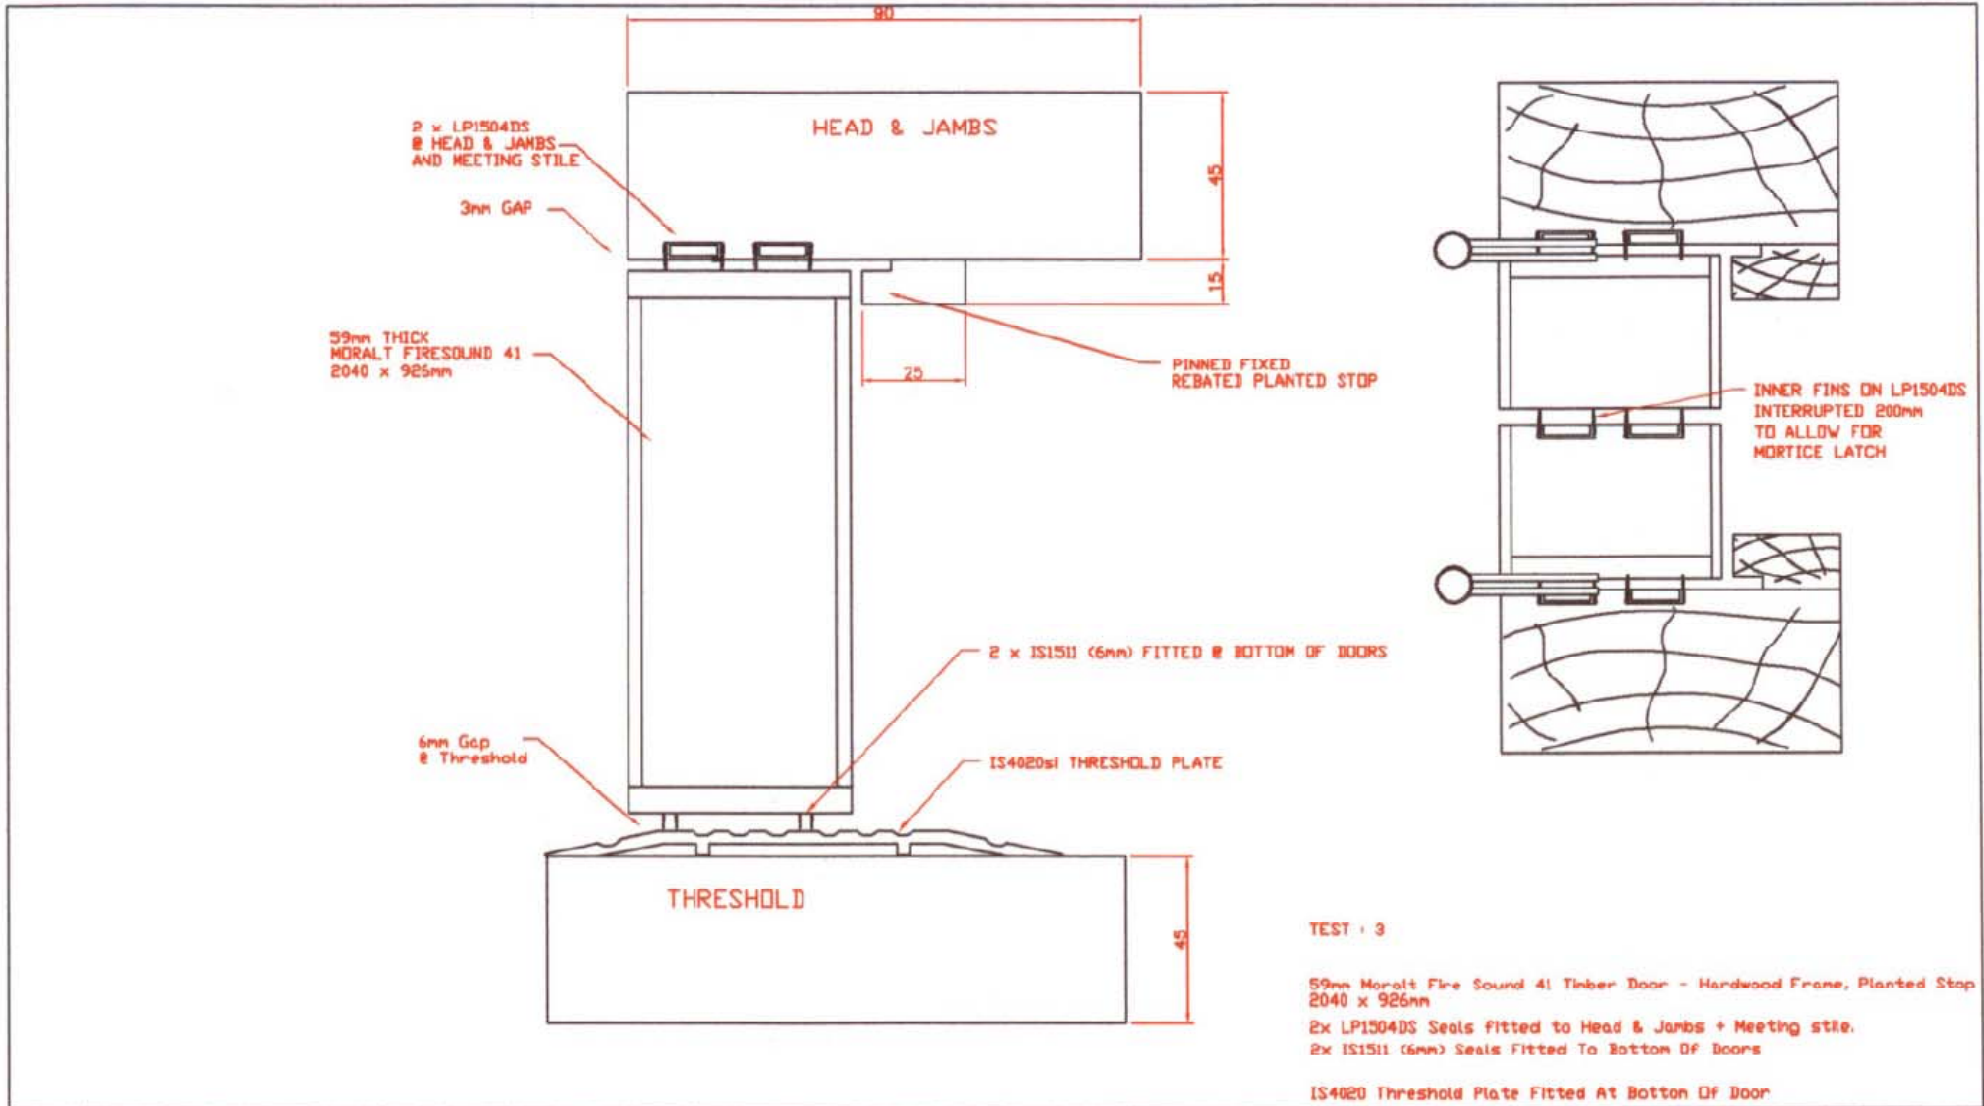 90
HEAD & JAMBS
2 x LP1504DS
@ HEAD & JAMBS
AND MEETING STILE
3mm GAP
45
15
59mm THICK
MORALT FIRESOUND 41
2040 x 926mm
25
PINNED FIXED
REBATED PLANTED STOP
INNER FINS ON LP1504DS
INTERRUPTED 200mm
TO ALLOW FOR
MORTICE LATCH
2 x IS1511 (6mm) FITTED @ BOTTOM OF DOORS
6mm Gap
@ Threshold
IS4020si THRESHOLD PLATE
THRESHOLD
45
TEST : 3
59mm Moralt Fire Sound 41 Timber Door - Hardwood Frame, Planted Stop
2040 x 926mm
2x LP1504DS Seals fitted to Head & Jambs + Meeting stile.
2x IS1511 (6mm) Seals Fitted To Bottom Of Doors
IS4020 Threshold Plate Fitted At Bottom Of Door